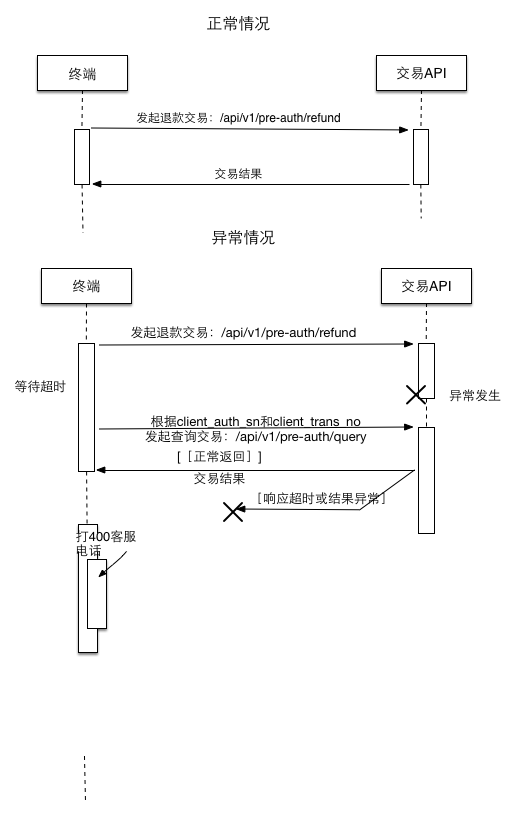 正常情况
终端
交易API
发起退款交易：/api/v1/pre-auth/refund
交易结果
异常情况
终端
交易API
发起退款交易：/api/v1/pre-auth/refund
等待超时
异常发生
根据client_auth_sn和client_trans_no
发起查询交易：/api/v1/pre-auth/query
[［正常返回］]
交易结果
[响应超时或结果异常]
打400客服
电话